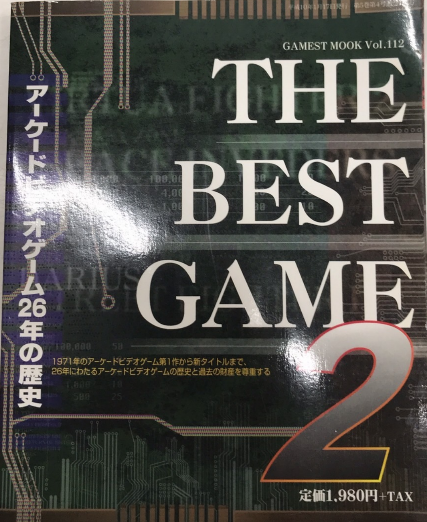 GAMEST MOOK Vol.112
THE
BEST
GAME
2
アーケードビデオゲーム26年の歴史
DARIUS
1971年のアーケードビデオゲーム第1作から新タイトルまで、
26年にわたるアーケードビデオゲームの歴史と過去の財産を尊重する
定価1,980円+TAX